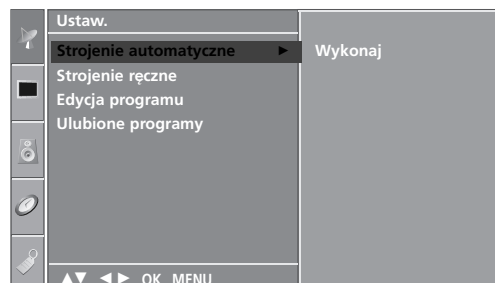 Ustaw.
Strojenie automatyczne ► Wykonaj
Strojenie ręczne
Edycja programu
Ulubione programy
▲▼ ◄► OK MENU